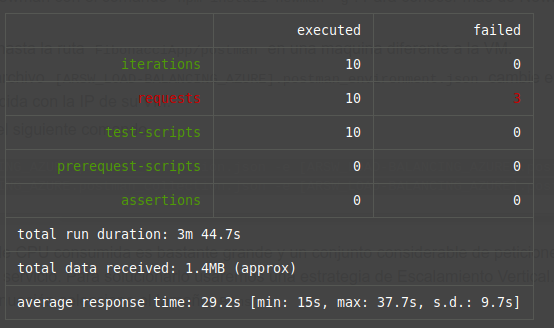 executed failed
iterations 10 0
requests 10 3
test-scripts 10 0
prerequest-scripts 0 0
assertions 0 0
total run duration: 3m 44.7s
total data received: 1.4MB (approx)
average response time: 29.2s [min: 15s, max: 37.7s, s.d.: 9.7s]